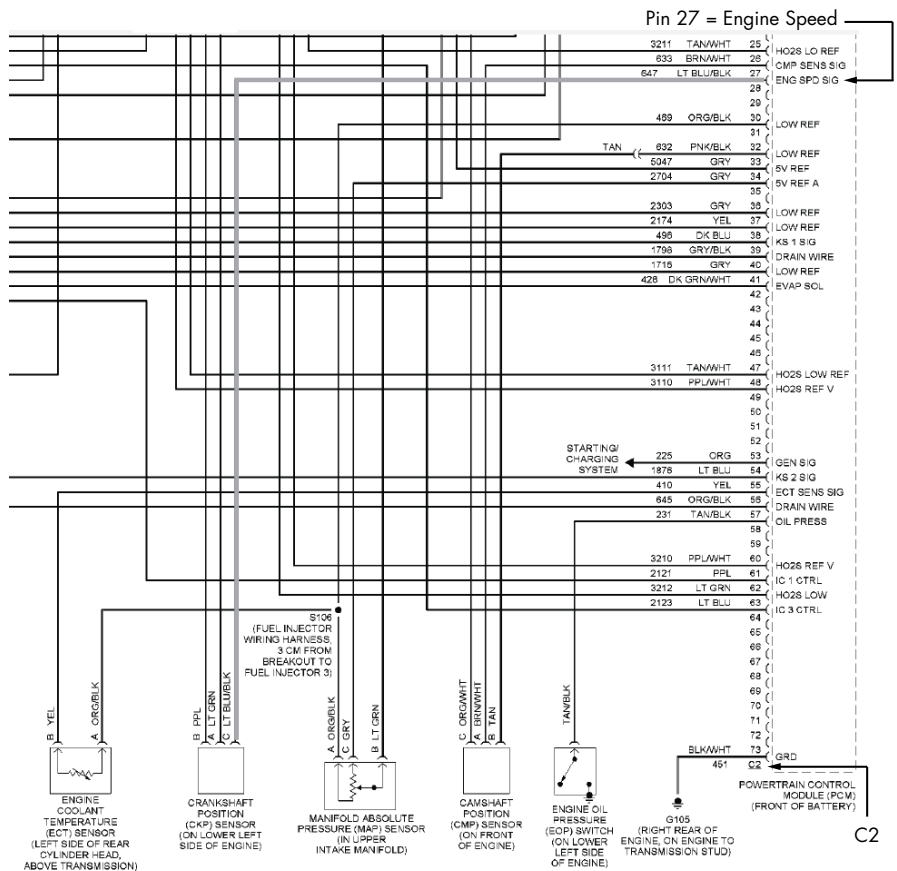 Pin 27 = Engine Speed
3211 TAN/WHT 25 HO2S LO REF
633 BRN/WHT 26 CMP SENS SIG
647 LT BLU/BLK 27 ENG SPD SIG
28
29
469 ORG/BLK 30 LOW REF
31
TAN 632 PNK/BLK 32 LOW REF
5047 GRY 33 5V REF
2704 GRY 34 5V REF A
35
2303 GRY 36 LOW REF
2174 YEL 37 LOW REF
496 DK BLU 38 KS 1 SIG
1796 GRY/BLK 39 DRAIN WIRE
1716 GRY 40 LOW REF
428 DK GRN/WHT 41 EVAP SOL
42
43
44
45
46
3111 TAN/WHT 47 HO2S LOW REF
3110 PPL/WHT 48 HO2S REF V
49
50
51
52
STARTING/
CHARGING
SYSTEM
225 ORG 53 GEN SIG
1876 LT BLU 54 KS 2 SIG
410 YEL 55 ECT SENS SIG
645 ORG/BLK 56 DRAIN WIRE
231 TAN/BLK 57 OIL PRESS
58
59
3210 PPL/WHT 60 HO2S REF V
2121 PPL 61 IC 1 CTRL
3212 LT GRN 62 HO2S LOW
2123 LT BLU 63 IC 3 CTRL
64
65
66
67
68
69
70
71
72
BLK/WHT 73 GRD
451 C2
S106
(FUEL INJECTOR
WIRING HARNESS,
3 CM FROM
BREAKOUT TO
FUEL INJECTOR 3)
B YEL
A ORG/BLK
B PPL
A LT GRN
C LT BLU/BLK
A ORG/BLK
C GRY
B LT GRN
C ORG/WHT
A BRN/WHT
B TAN
TAN/BLK
ENGINE
COOLANT
TEMPERATURE
(ECT) SENSOR
(LEFT SIDE OF REAR
CYLINDER HEAD,
ABOVE TRANSMISSION)
CRANKSHAFT
POSITION
(CKP) SENSOR
(ON LOWER LEFT
SIDE OF ENGINE)
MANIFOLD ABSOLUTE
PRESSURE (MAP) SENSOR
(IN UPPER
INTAKE MANIFOLD)
CAMSHAFT
POSITION
(CMP) SENSOR
(ON FRONT
OF ENGINE)
ENGINE OIL
PRESSURE
(EOP) SWITCH
(ON LOWER
LEFT SIDE
OF ENGINE)
G105
(RIGHT REAR OF
ENGINE, ON ENGINE TO
TRANSMISSION STUD)
POWERTRAIN CONTROL
MODULE (PCM)
(FRONT OF BATTERY)
C2